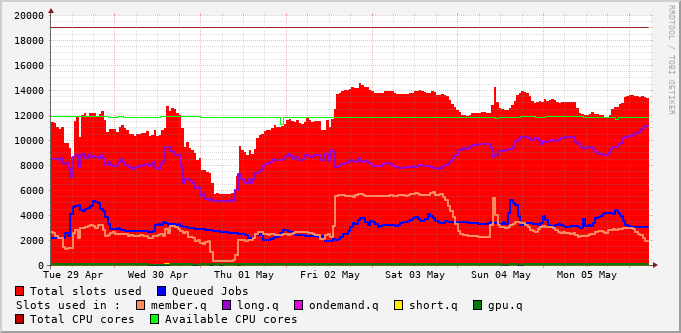 20000
18000
16000
14000
12000
10000
8000
6000
4000
2000
0
Tue 29 Apr Wed 30 Apr Thu 01 May Fri 02 May Sat 03 May Sun 04 May Mon 05 May
Total slots used Queued Jobs
Slots used in : member.q long.q ondemand.q short.q gpu.q
Total CPU cores Available CPU cores
RRDTOOL / TOBI OETIKER